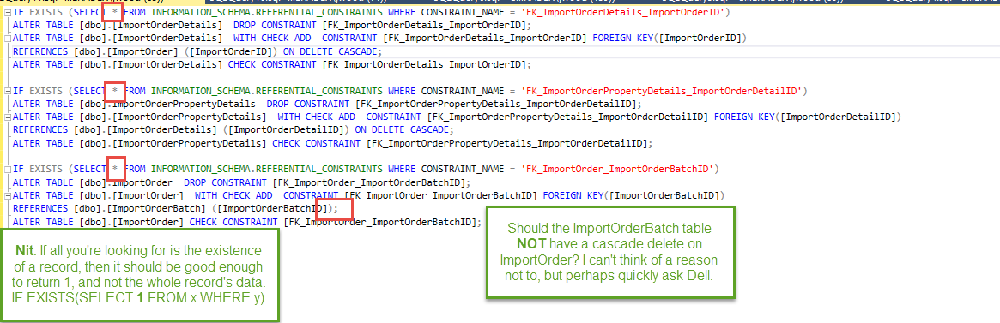 IF EXISTS (SELECT * FROM INFORMATION_SCHEMA.REFERENTIAL_CONSTRAINTS WHERE CONSTRAINT_NAME = 'FK_ImportOrderDetails_ImportOrderID')
ALTER TABLE [dbo].[ImportOrderDetails]  DROP CONSTRAINT [FK_ImportOrderDetails_ImportOrderID];
ALTER TABLE [dbo].[ImportOrderDetails]  WITH CHECK ADD  CONSTRAINT [FK_ImportOrderDetails_ImportOrderID] FOREIGN KEY([ImportOrderID])
REFERENCES [dbo].[ImportOrder] ([ImportOrderID]) ON DELETE CASCADE;
ALTER TABLE [dbo].[ImportOrderDetails] CHECK CONSTRAINT [FK_ImportOrderDetails_ImportOrderID];
IF EXISTS (SELECT * FROM INFORMATION_SCHEMA.REFERENTIAL_CONSTRAINTS WHERE CONSTRAINT_NAME = 'FK_ImportOrderPropertyDetails_ImportOrderDetailID')
ALTER TABLE [dbo].ImportOrderPropertyDetails  DROP CONSTRAINT [FK_ImportOrderPropertyDetails_ImportOrderDetailID];
ALTER TABLE [dbo].[ImportOrderPropertyDetails]  WITH CHECK ADD  CONSTRAINT [FK_ImportOrderPropertyDetails_ImportOrderDetailID] FOREIGN KEY([ImportOrderDetailID])
REFERENCES [dbo].[ImportOrderDetails] ([ImportOrderDetailID]) ON DELETE CASCADE;
ALTER TABLE [dbo].[ImportOrderPropertyDetails] CHECK CONSTRAINT [FK_ImportOrderPropertyDetails_ImportOrderDetailID];
IF EXISTS (SELECT * FROM INFORMATION_SCHEMA.REFERENTIAL_CONSTRAINTS WHERE CONSTRAINT_NAME = 'FK_ImportOrder_ImportOrderBatchID')
ALTER TABLE [dbo].ImportOrder  DROP CONSTRAINT [FK_ImportOrder_ImportOrderBatchID];
ALTER TABLE [dbo].[ImportOrder]  WITH CHECK ADD  CONSTRAINT [FK_ImportOrder_ImportOrderBatchID] FOREIGN KEY([ImportOrderBatchID])
REFERENCES [dbo].[ImportOrderBatch] ([ImportOrderBatchID]);
ALTER TABLE [dbo].[ImportOrder] CHECK CONSTRAINT [FK_ImportOrder_ImportOrderBatchID];
Nit: If all you're looking for is the existence
of a record, then it should be good enough
to return 1, and not the whole record's data.
IF EXISTS(SELECT 1 FROM x WHERE y)
Should the ImportOrderBatch table
NOT have a cascade delete on
ImportOrder? I can't think of a reason
not to, but perhaps quickly ask Dell.